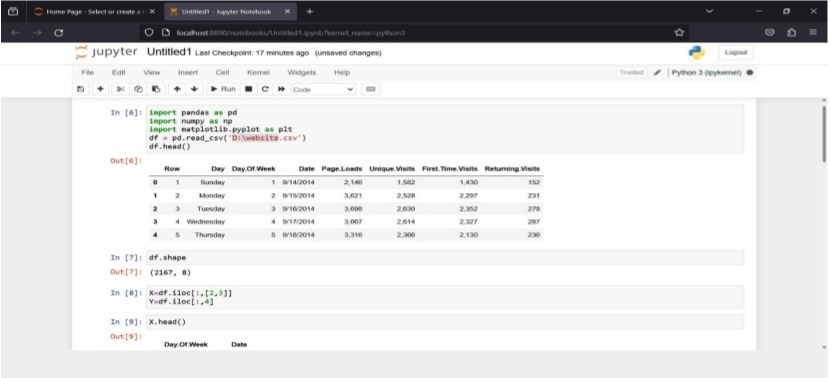 Home Page - Select or create a n
Untitled1 - Jupyter Notebook
localhost:8890/notebooks/Untitled1.ipynb?kernel_name=python3
jupyter Untitled1 Last Checkpoint: 17 minutes ago (unsaved changes)
Logout
File Edit View Insert Cell Kernel Widgets Help
Trusted Python 3 (ipykernel)
Run Code
In [6]: import pandas as pd
import numpy as np
import matplotlib.pyplot as plt
df = pd.read_csv('D:\website.csv')
df.head()
Out[6]:
Row Day Day.Of.Week Date Page.Loads Unique.Visits First.Time.Visits Returning.Visits
0 1 Sunday 1 9/14/2014 2,146 1,582 1,430 152
1 2 Monday 2 9/15/2014 3,621 2,528 2,297 231
2 3 Tuesday 3 9/16/2014 3,698 2,630 2,352 278
3 4 Wednesday 4 9/17/2014 3,667 2,614 2,327 287
4 5 Thursday 5 9/18/2014 3,316 2,366 2,130 236
In [7]: df.shape
Out[7]: (2167, 8)
In [8]: X=df.iloc[:,[2,3]]
Y=df.iloc[:,4]
In [9]: X.head()
Out[9]:
Day.Of.Week Date